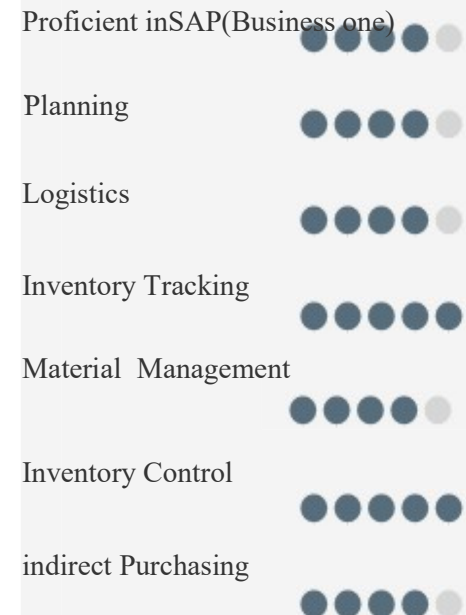 Proficient inSAP(Business one)
Planning
Logistics
Inventory Tracking
Material  Management
Inventory Control
indirect Purchasing